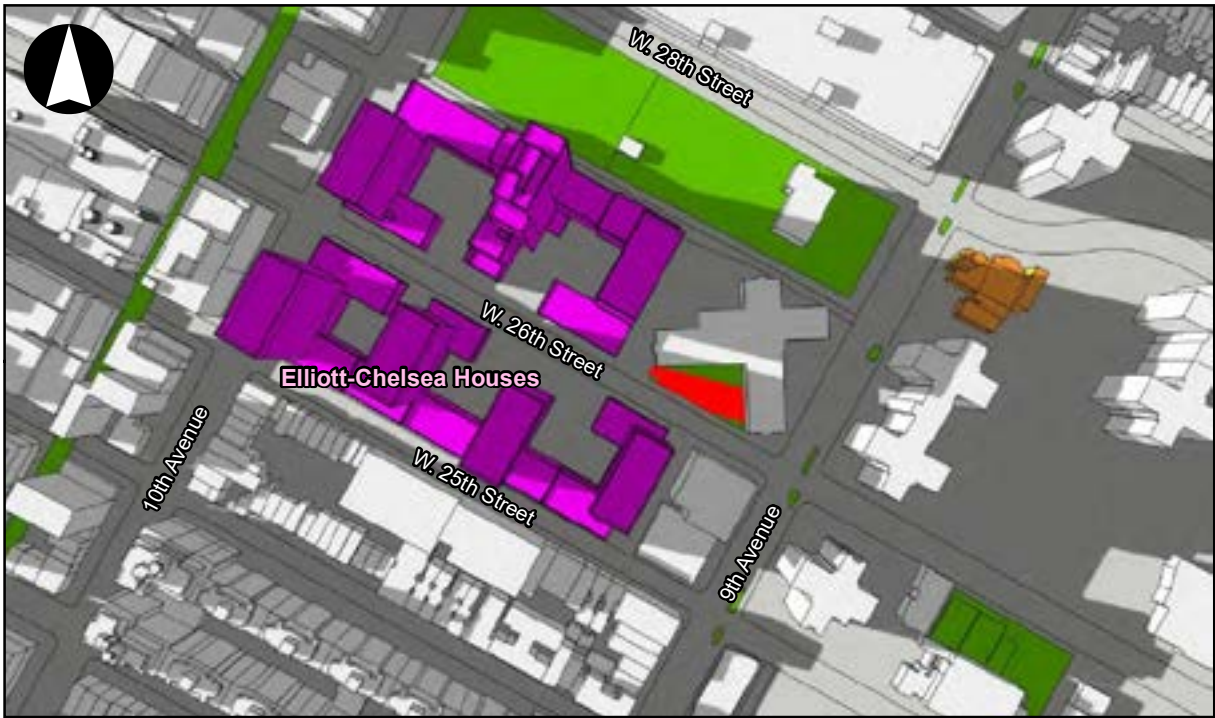 W. 28th Street
W. 26th Street
Elliott-Chelsea Houses
10th Avenue
W. 25th Street
9th Avenue